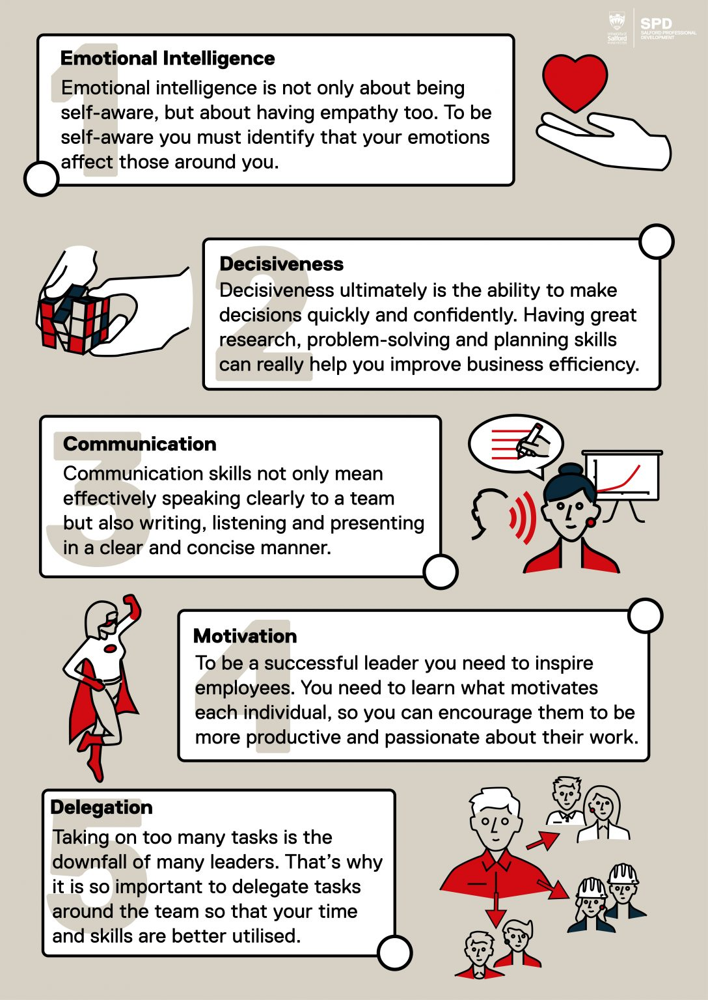 UNIVERSITY OF
Salford
MANCHESTER
SPD
SALFORD PROFESSIONAL
DEVELOPMENT
1
Emotional Intelligence
Emotional intelligence is not only about being
self-aware, but about having empathy too. To be
self-aware you must identify that your emotions
affect those around you.
2
Decisiveness
Decisiveness ultimately is the ability to make
decisions quickly and confidently. Having great
research, problem-solving and planning skills
can really help you improve business efficiency.
3
Communication
Communication skills not only mean
effectively speaking clearly to a team
but also writing, listening and presenting
in a clear and concise manner.
4
Motivation
To be a successful leader you need to inspire
employees. You need to learn what motivates
each individual, so you can encourage them to be
more productive and passionate about their work.
5
Delegation
Taking on too many tasks is the
downfall of many leaders. That’s why
it is so important to delegate tasks
around the team so that your time
and skills are better utilised.